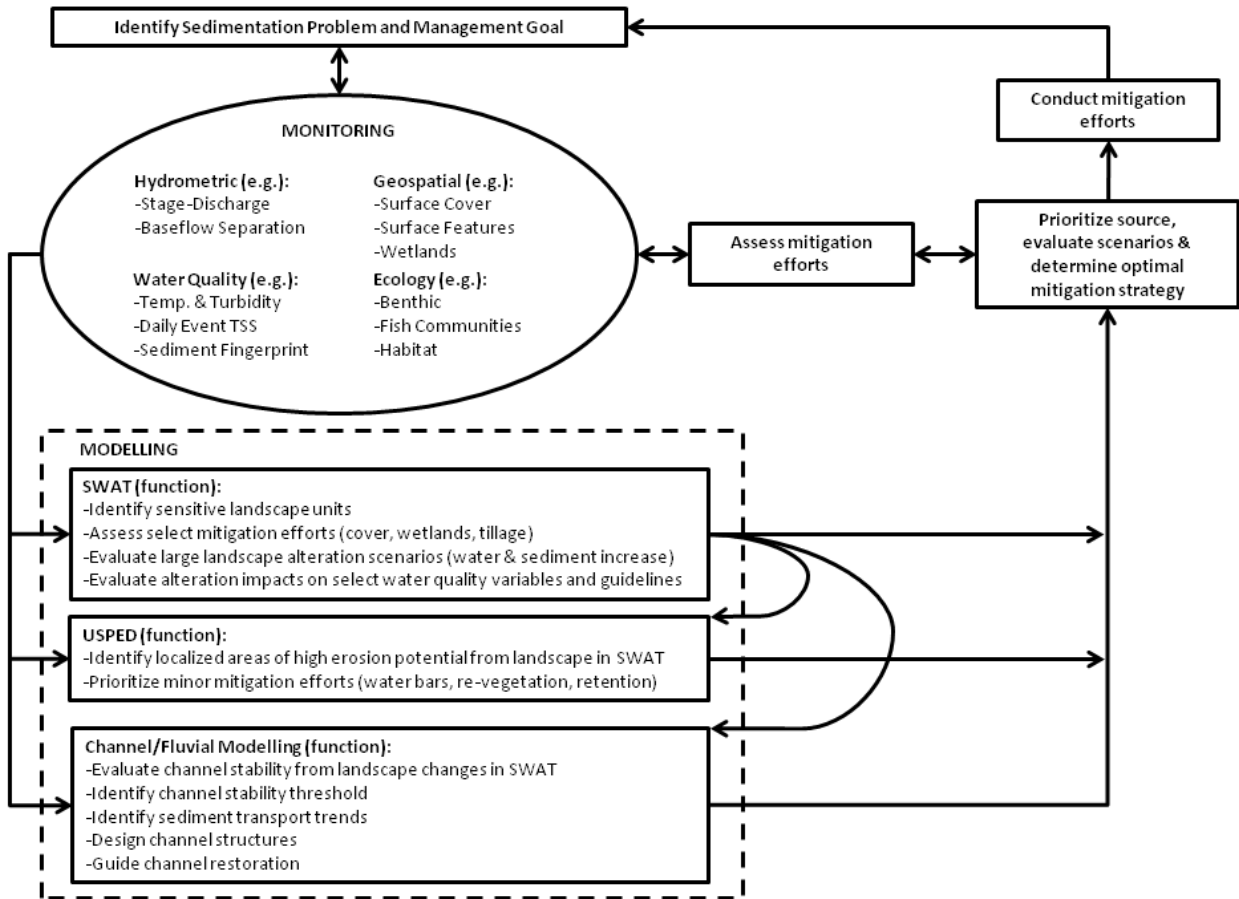 Identify Sedimentation Problem and Management Goal
MONITORING
Hydrometric (e.g.):
-Stage-Discharge
-Baseflow Separation
Geospatial (e.g.):
-Surface Cover
-Surface Features
-Wetlands
Water Quality (e.g.):
-Temp. & Turbidity
-Daily Event TSS
-Sediment Fingerprint
Ecology (e.g.):
-Benthic
-Fish Communities
-Habitat
Assess mitigation
efforts
Conduct mitigation
efforts
Prioritize source,
evaluate scenarios &
determine optimal
mitigation strategy
MODELLING
SWAT (function):
-Identify sensitive landscape units
-Assess select mitigation efforts (cover, wetlands, tillage)
-Evaluate large landscape alteration scenarios (water & sediment increase)
-Evaluate alteration impacts on select water quality variables and guidelines
USPED (function):
-Identify localized areas of high erosion potential from landscape in SWAT
-Prioritize minor mitigation efforts (water bars, re-vegetation, retention)
Channel/Fluvial Modelling (function):
-Evaluate channel stability from landscape changes in SWAT
-Identify channel stability threshold
-Identify sediment transport trends
-Design channel structures
-Guide channel restoration